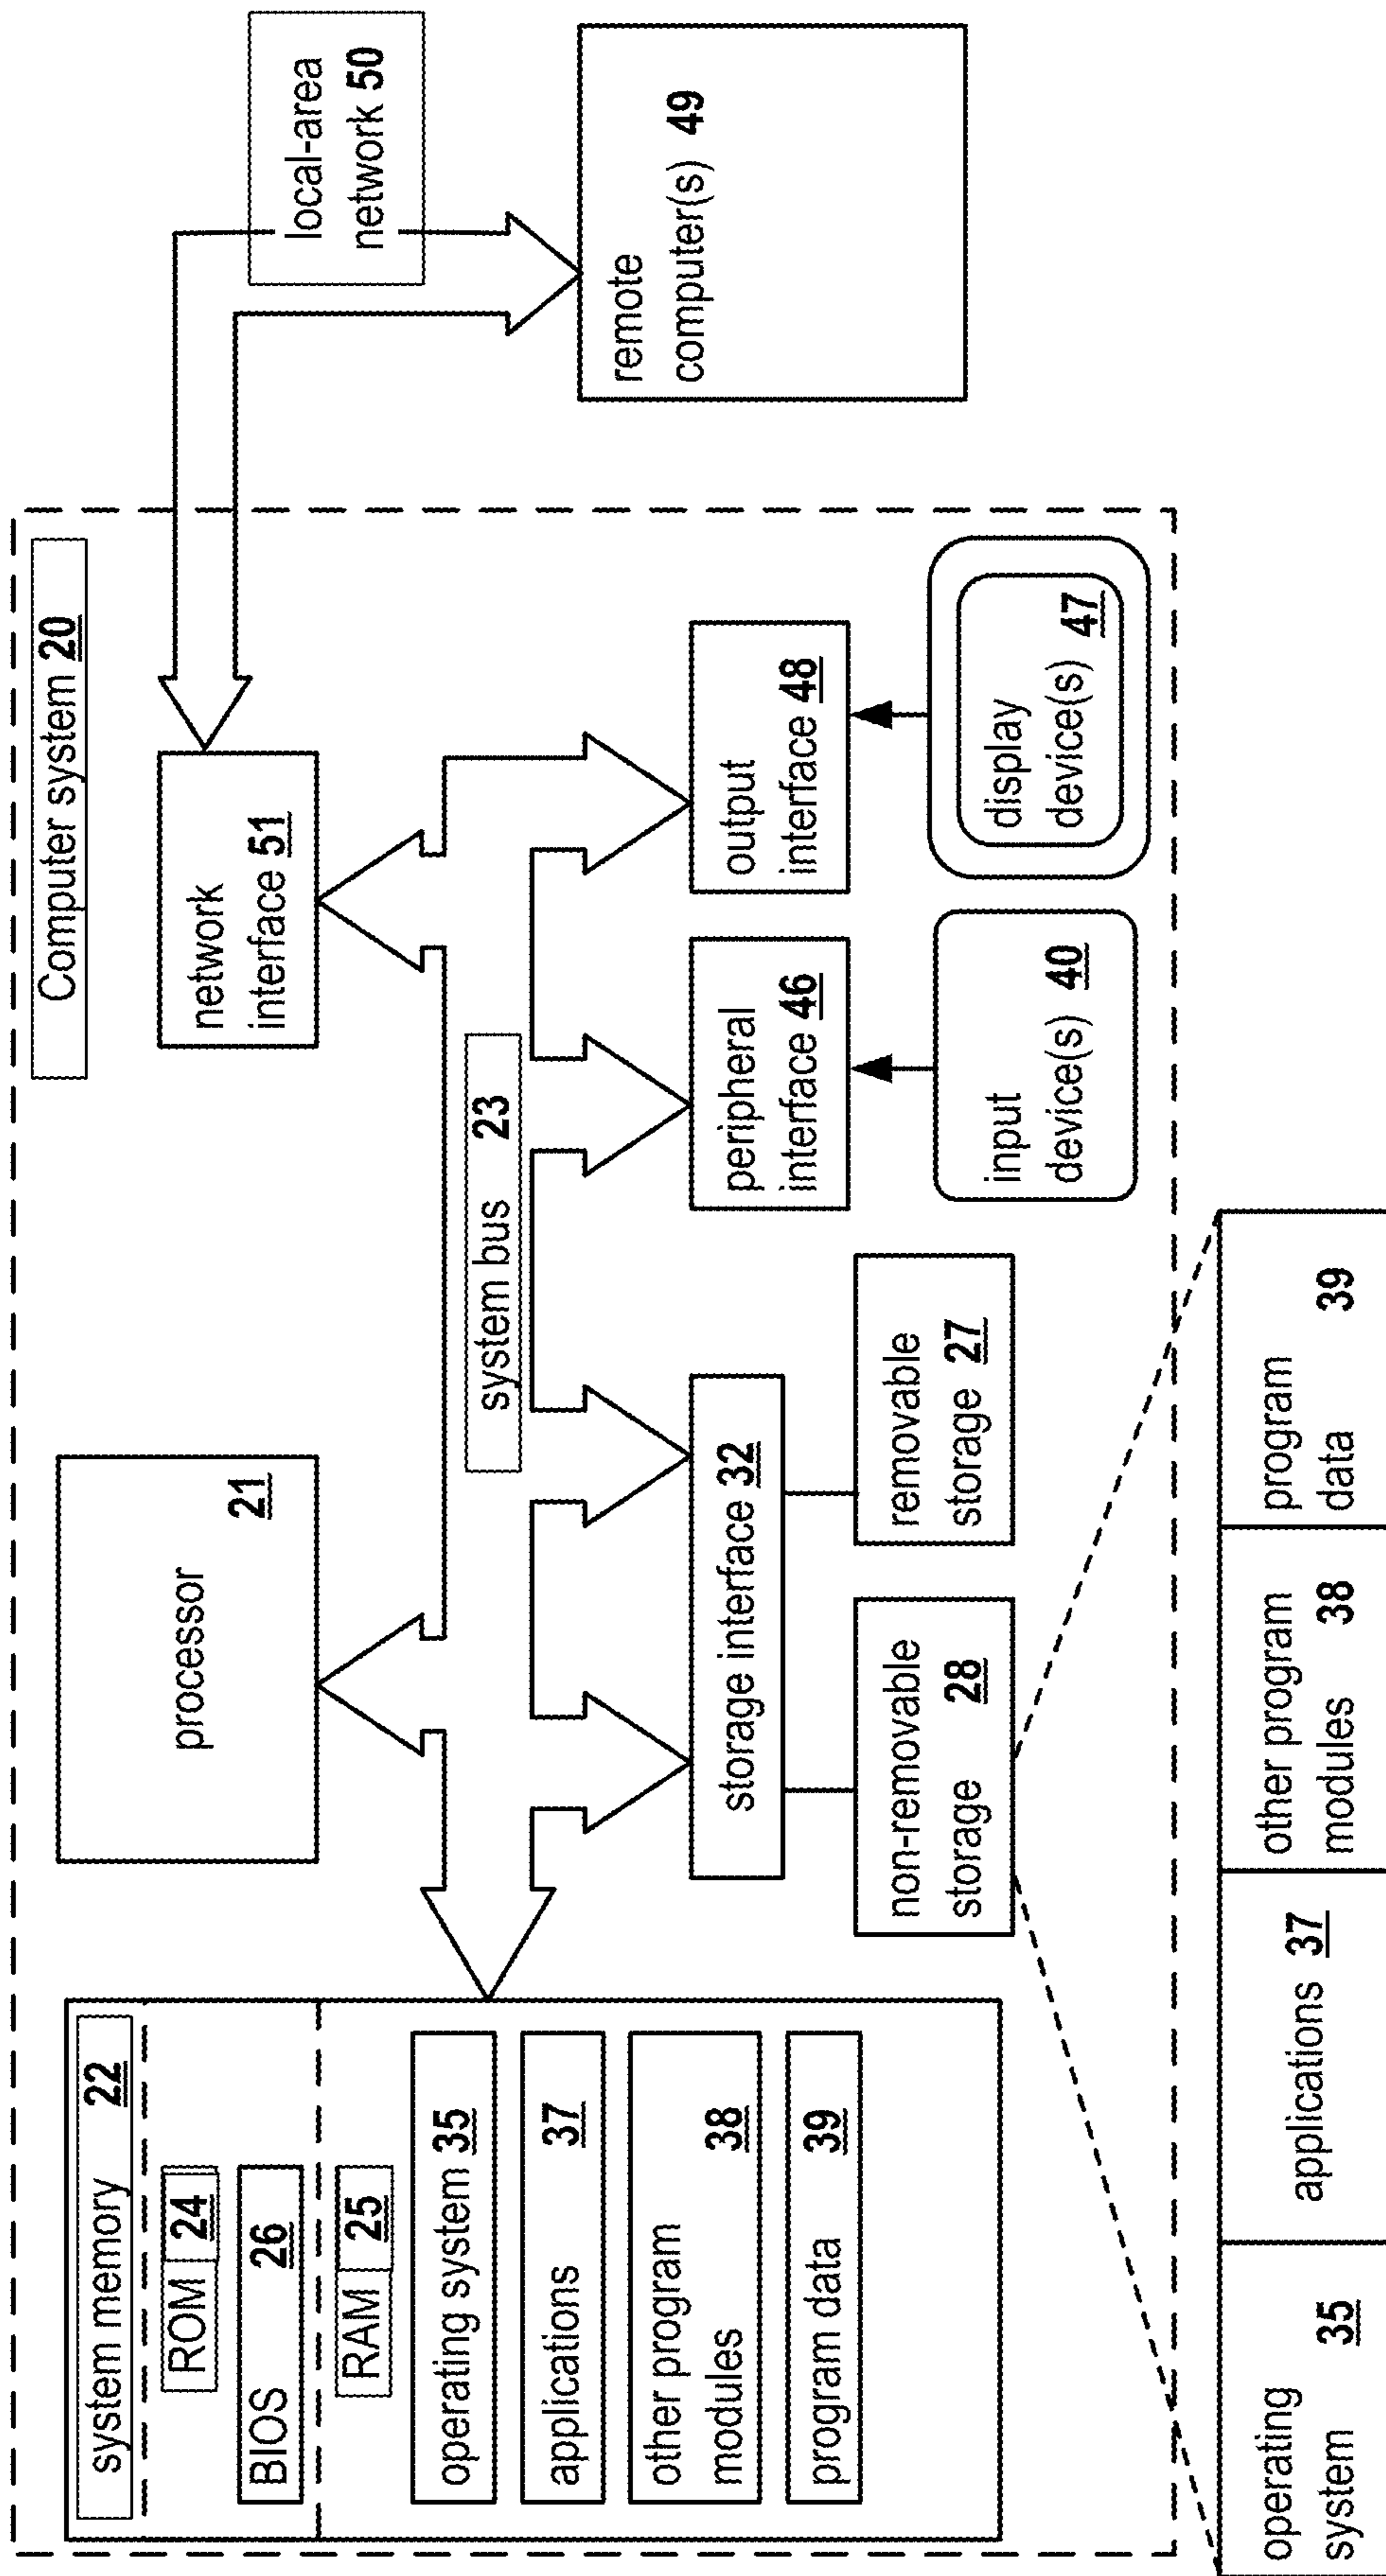 Computer system 20
system memory 22
ROM 24
BIOS 26
RAM 25
operating system 35
applications 37
other program
modules 38
program data 39
processor 21
network
interface 51
system bus 23
storage interface 32
non-removable
storage 28
removable
storage 27
peripheral
interface 46
output
interface 48
input
device(s) 40
display
device(s) 47
local-area
network 50
remote
computer(s) 49
operating
system 35
applications 37
other program
modules 38
program
data 39